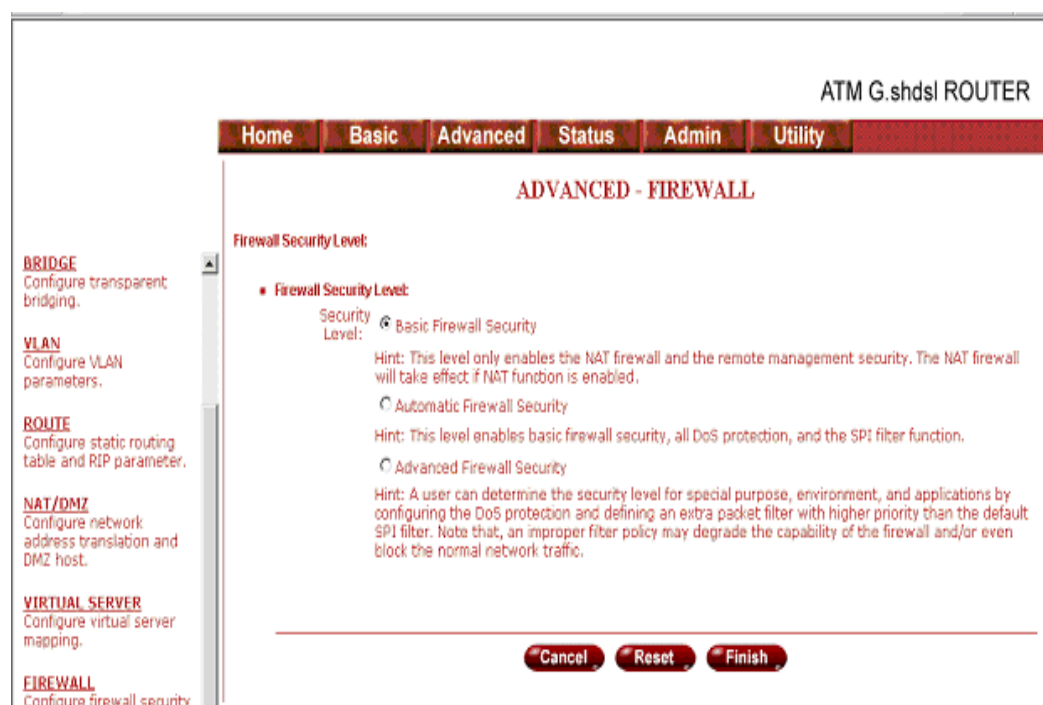 ATM G.shdsl ROUTER
Home Basic Advanced Status Admin Utility
ADVANCED - FIREWALL
BRIDGE
Configure transparent
bridging.
VLAN
Configure VLAN
parameters.
ROUTE
Configure static routing
table and RIP parameter.
NAT/DMZ
Configure network
address translation and
DMZ host.
VIRTUAL SERVER
Configure virtual server
mapping.
FIREWALL
Configure firewall security
Firewall Security Level:
Firewall Security Level:
Security
Level:
Basic Firewall Security
Hint: This level only enables the NAT firewall and the remote management security. The NAT firewall
will take effect if NAT function is enabled.
Automatic Firewall Security
Hint: This level enables basic firewall security, all DoS protection, and the SPI filter function.
Advanced Firewall Security
Hint: A user can determine the security level for special purpose, environment, and applications by
configuring the DoS protection and defining an extra packet filter with higher priority than the default
SPI filter. Note that, an improper filter policy may degrade the capability of the firewall and/or even
block the normal network traffic.
Cancel Reset Finish